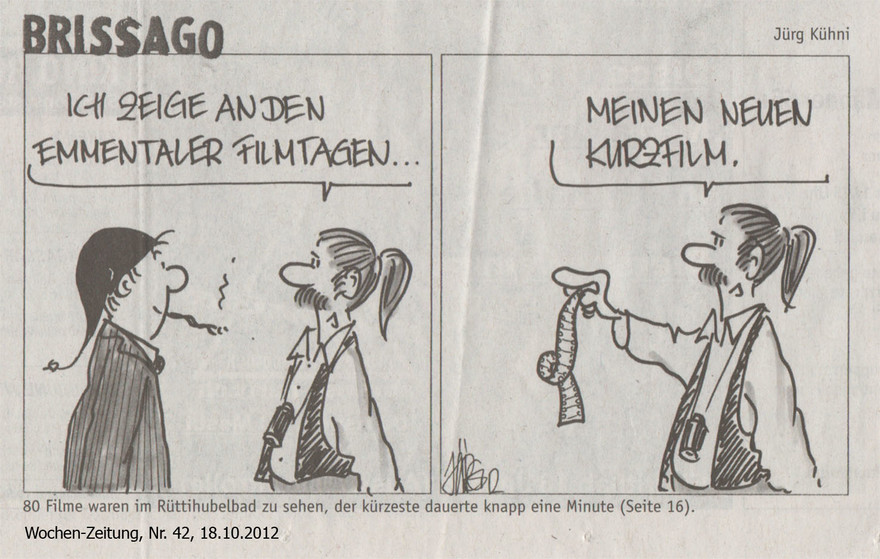 BRISSAGO
Jürg Kühni
ICH ZEIGE AN DEN
EMMENTALER FILMTAGEN...
MEINEN NEUEN
KURZFILM.
80 Filme waren im Rüttihubelbad zu sehen, der kürzeste dauerte knapp eine Minute (Seite 16).
Wochen-Zeitung, Nr. 42, 18.10.2012